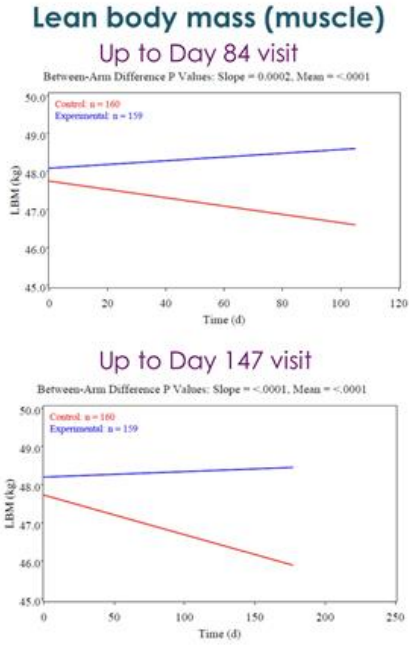 Lean body mass (muscle)
Up to Day 84 visit
Between-Arm Difference P Values: Slope = 0.0002, Mean = <.0001
50.0
Control: n = 160
Experimental: n = 159
49.0
48.0
LBM (kg)
47.0
46.0
45.0
0 20 40 60 80 100 120
Time (d)
Up to Day 147 visit
Between-Arm Difference P Values: Slope = <.0001, Mean = <.0001
50.0
Control: n = 160
Experimental: n = 159
49.0
48.0
LBM (kg)
47.0
46.0
45.0
0 50 100 150 200 250
Time (d)